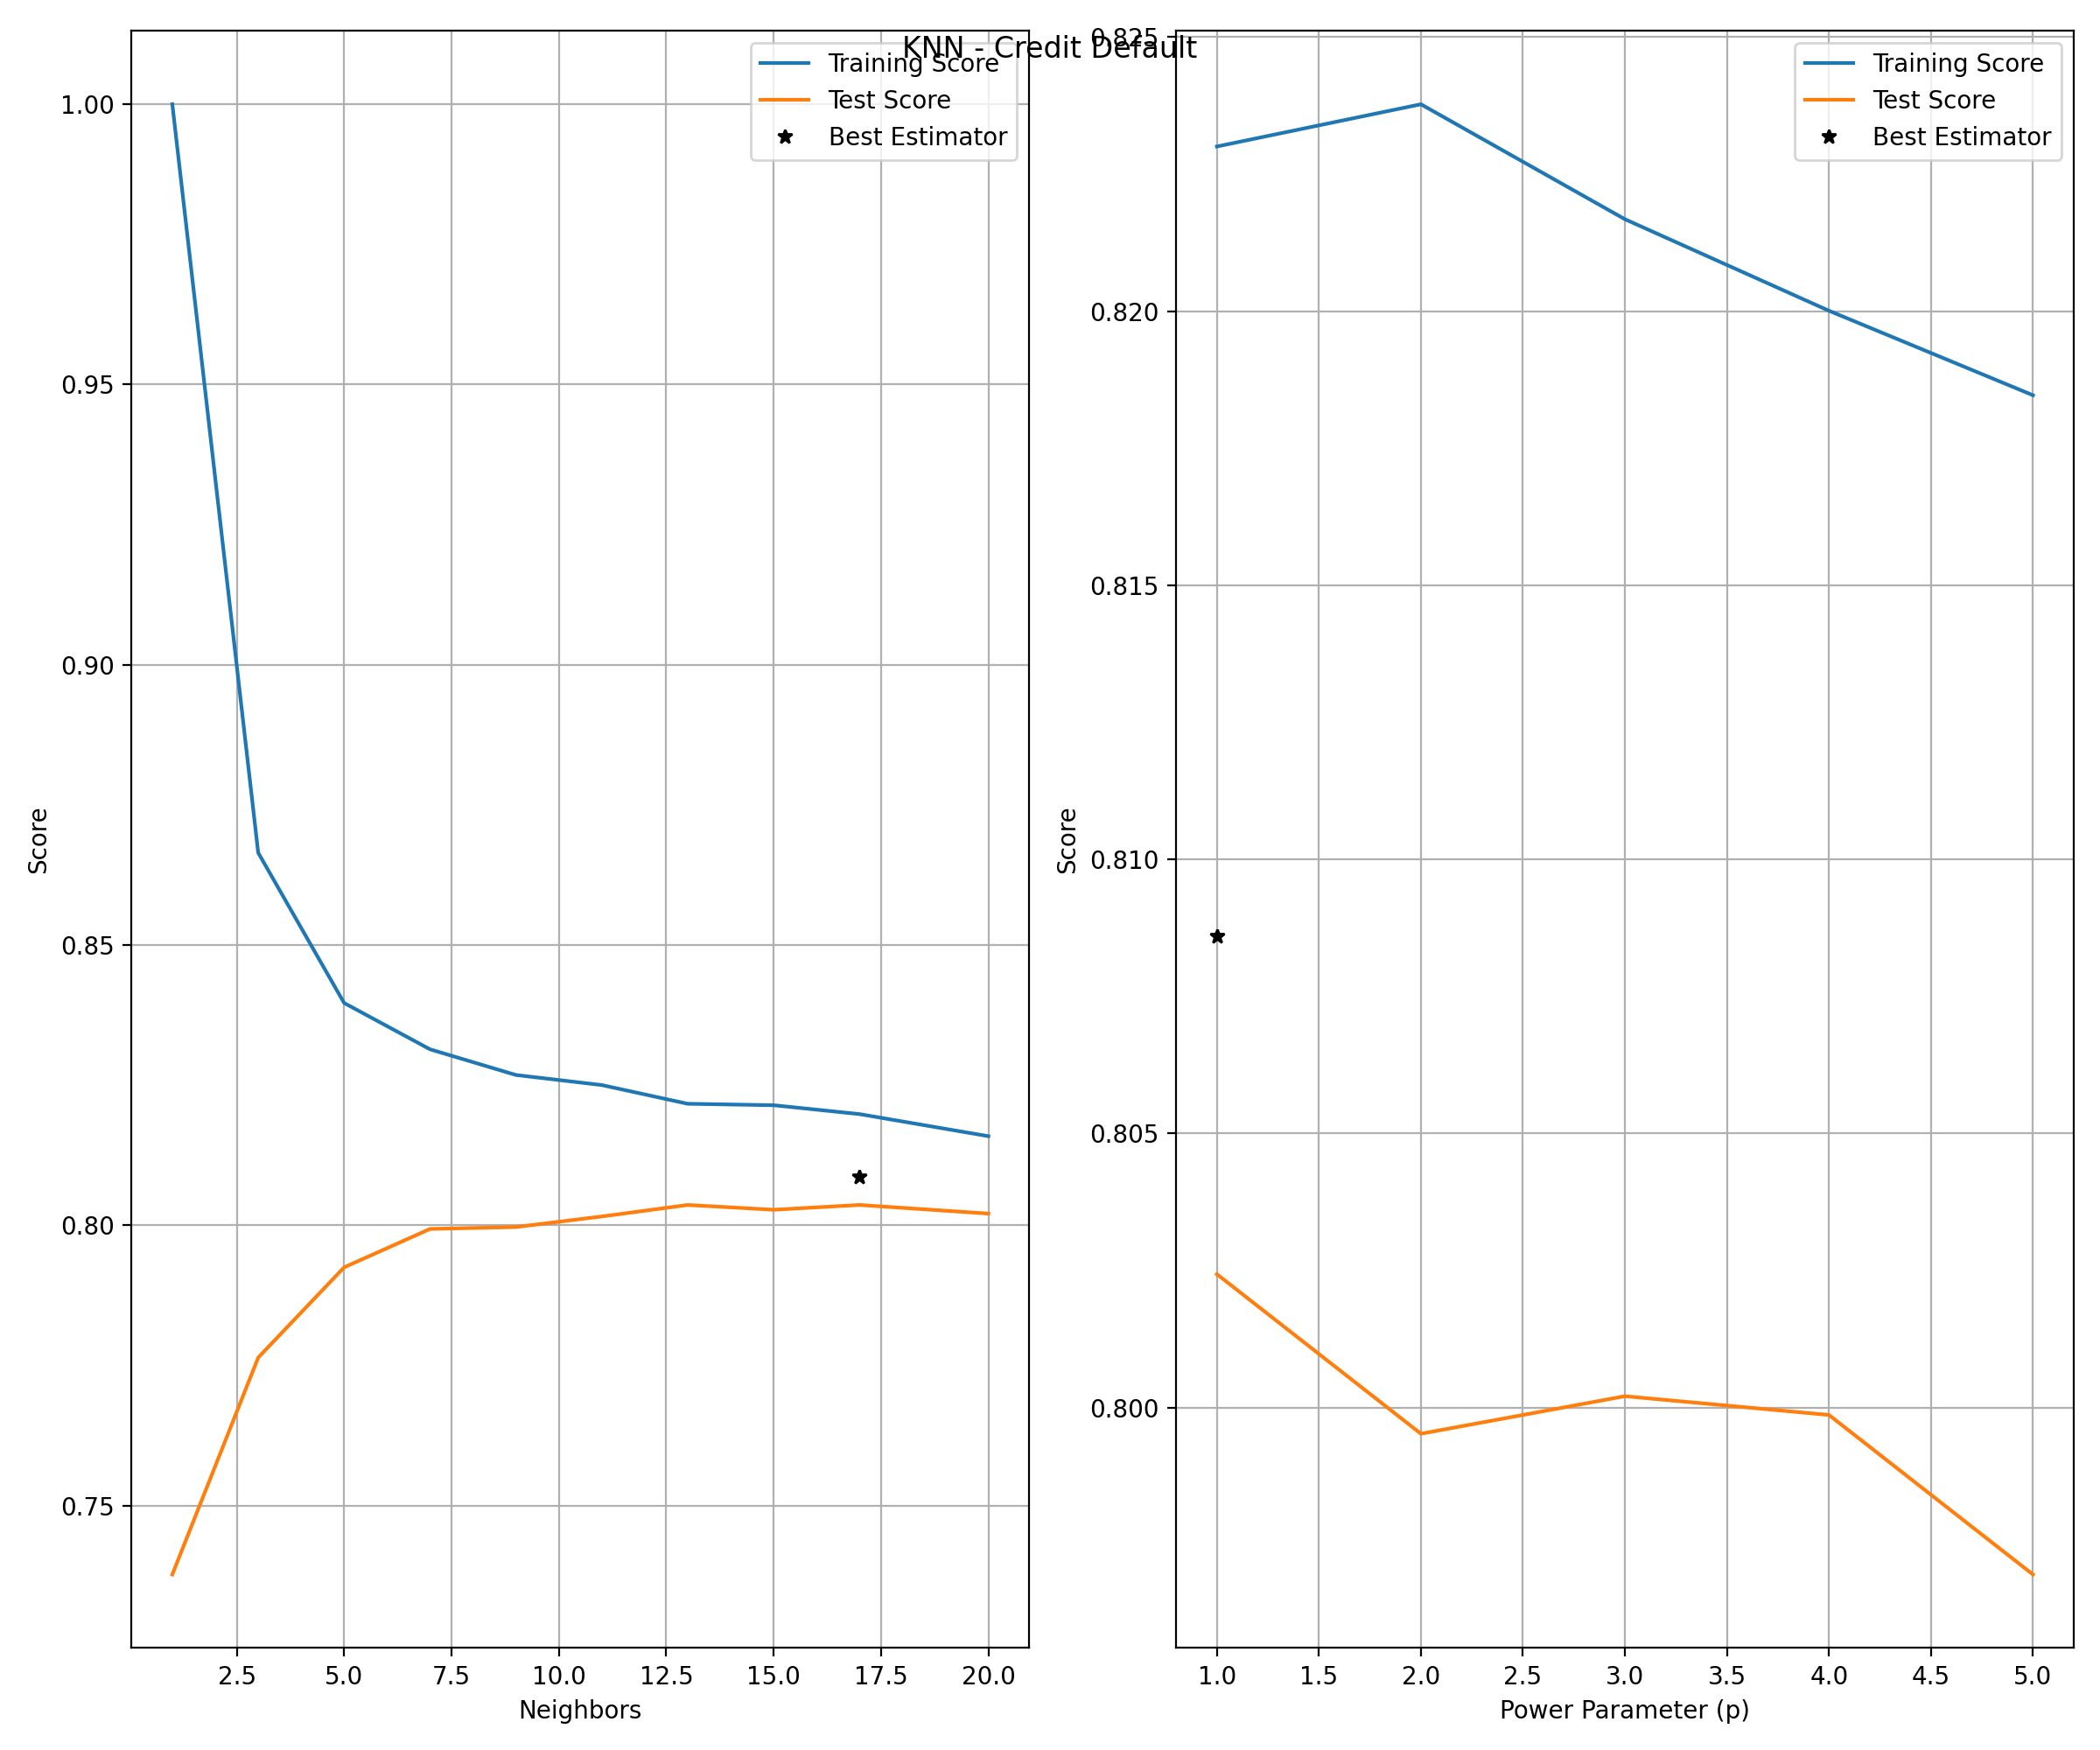 KNN - Credit Default
Training Score
Test Score
Best Estimator
1.00
0.95
0.90
0.85
0.80
0.75
Score
2.5 5.0 7.5 10.0 12.5 15.0 17.5 20.0
Neighbors
Training Score
Test Score
Best Estimator
0.825
0.820
0.815
0.810
0.805
0.800
Score
1.0 1.5 2.0 2.5 3.0 3.5 4.0 4.5 5.0
Power Parameter (p)